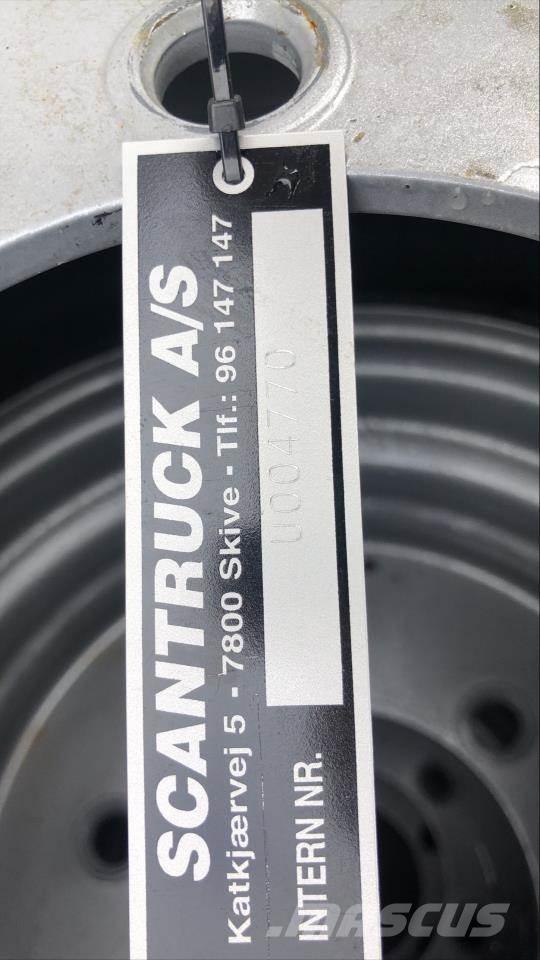 SCANTRUCK A/S
Katkjærvej 5 - 7800 Skive - Tlf.: 96 147 147
INTERN NR. U004770
MASCUS